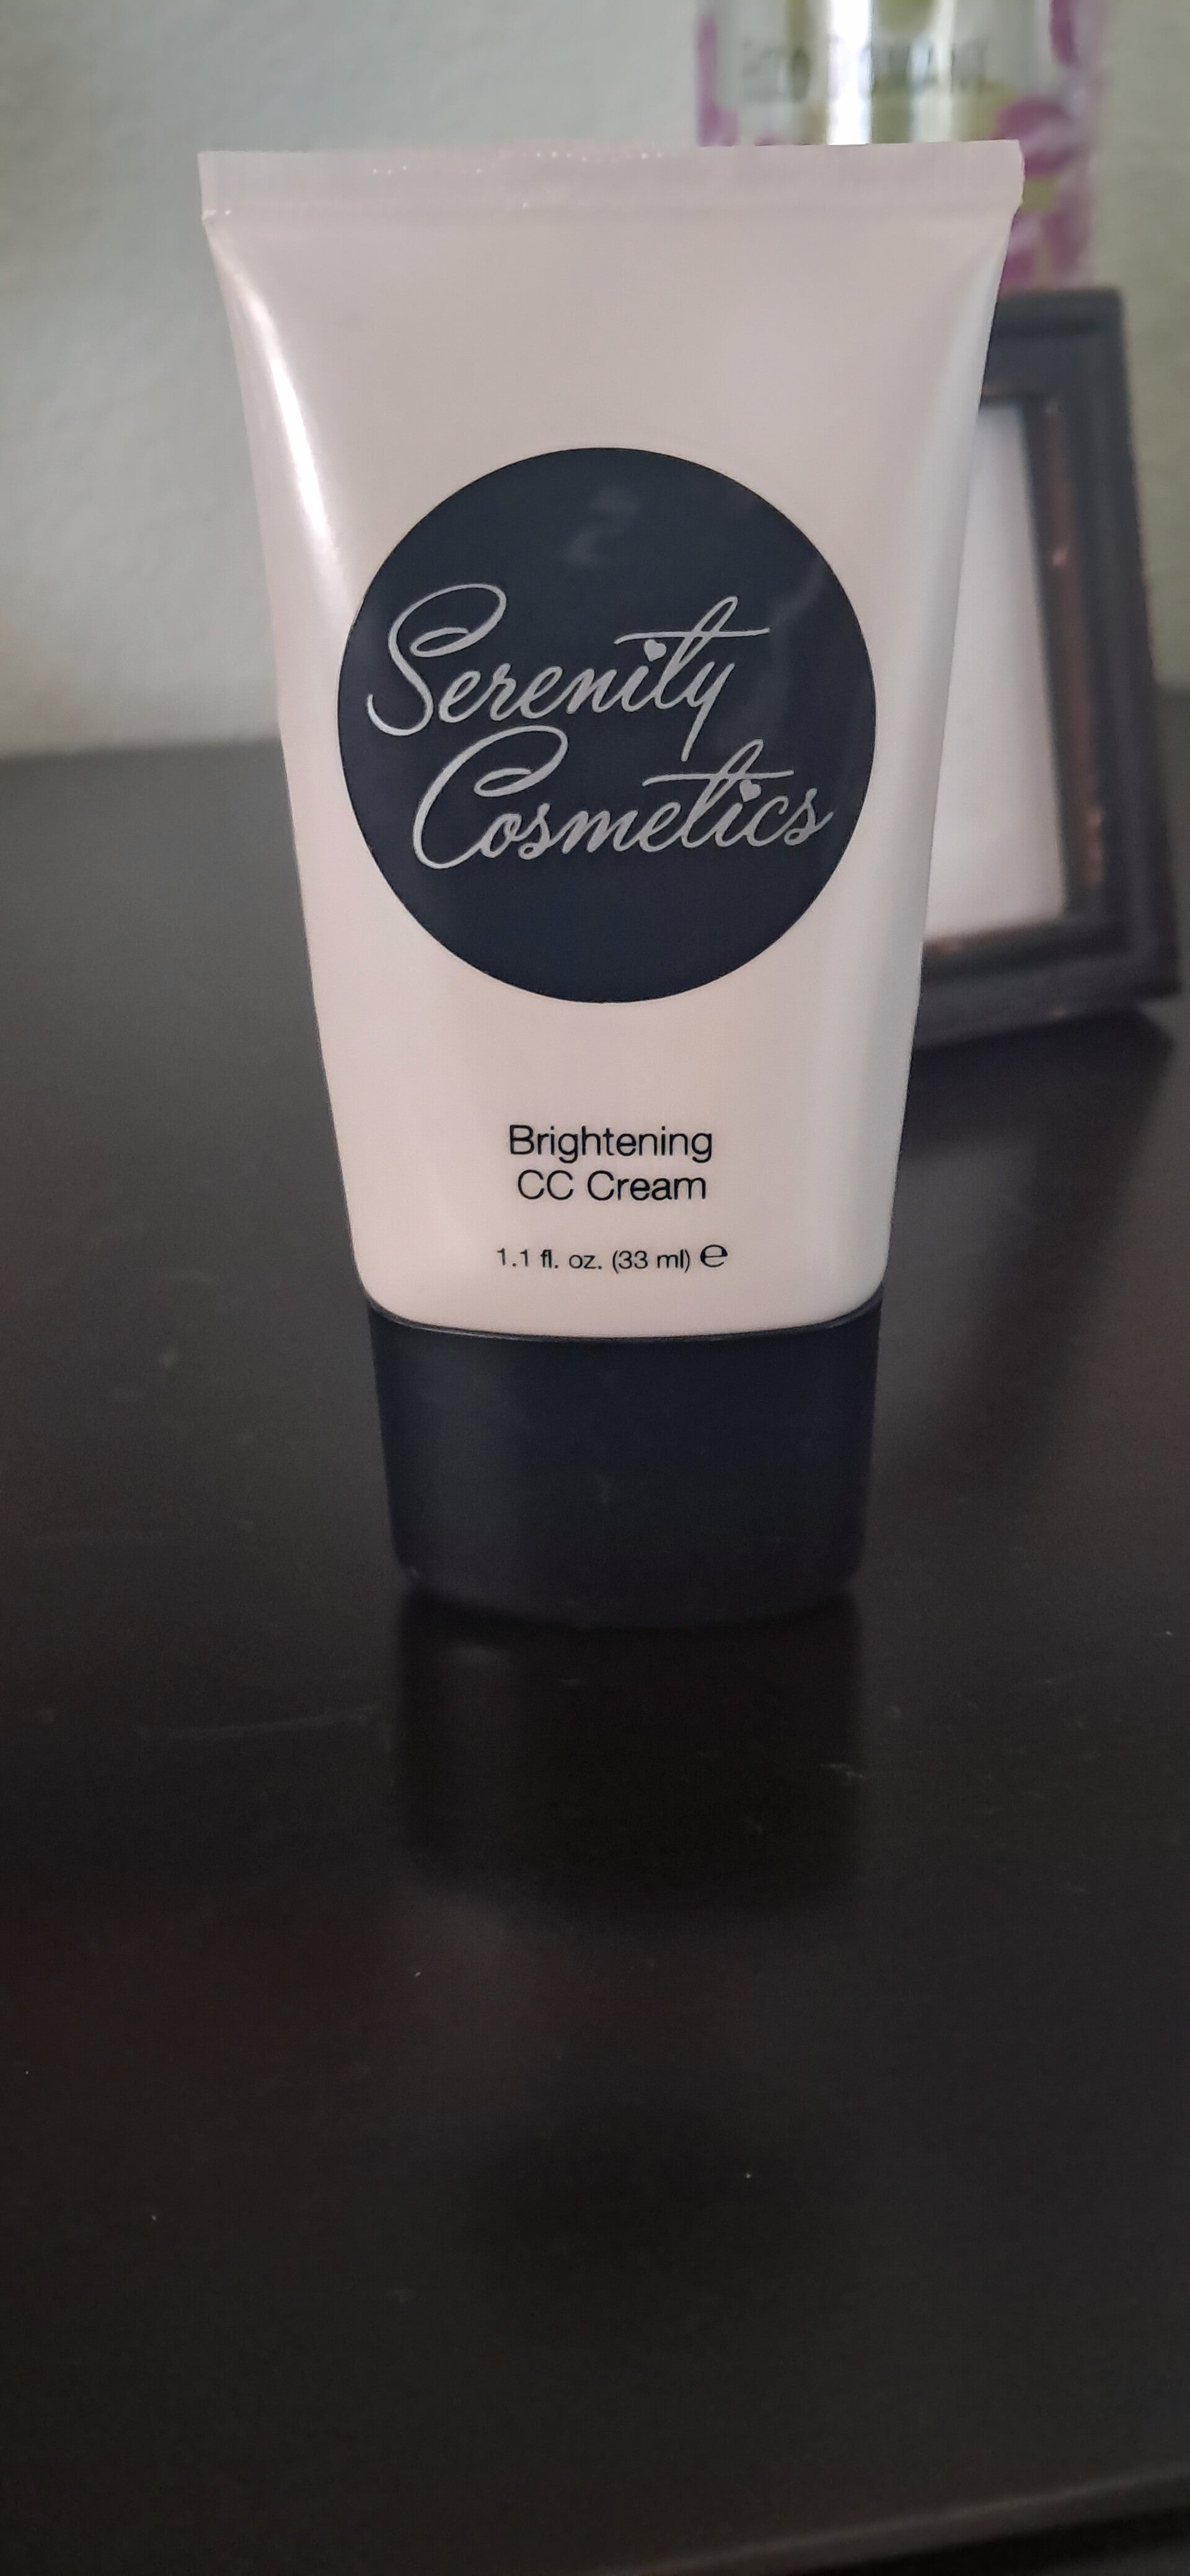 Serenity
Cosmetics
Brightening
CC Cream
1.1 fl. oz. (33 ml) ℮